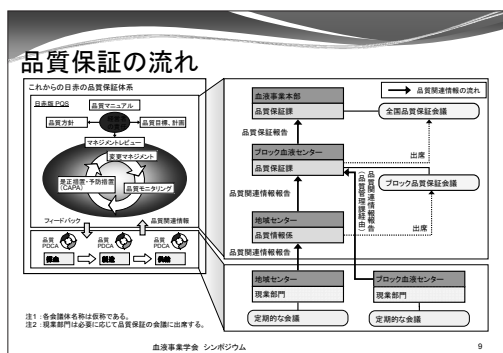 品質保証の流れ
これからの日赤の品質保証体系
日赤版 PQS
品質マニュアル
品質方針
品質目標、計画
マネジメントレビュー
変更マネジメント
是正措置・予防措置
(CAPA)
品質モニタリング
フィードバック
品質関連情報
品質
PDCA
品質
PDCA
品質
PDCA
採血
製造
供給
品質関連情報の流れ
血液事業本部
品質保証課
全国品質保証会議
品質保証報告
出席
ブロック血液センター
品質保証課
ブロック品質保証会議
品質関連情報報告
品質関連情報報告
(品質管理課経由)
出席
地域センター
品質情報係
品質関連情報報告
地域センター
現業部門
定期的な会議
ブロック血液センター
現業部門
定期的な会議
注1：各会議体名称は仮称である。
注2：現業部門は必要に応じて品質保証の会議に出席する。
血液事業学会 シンポジウム
9